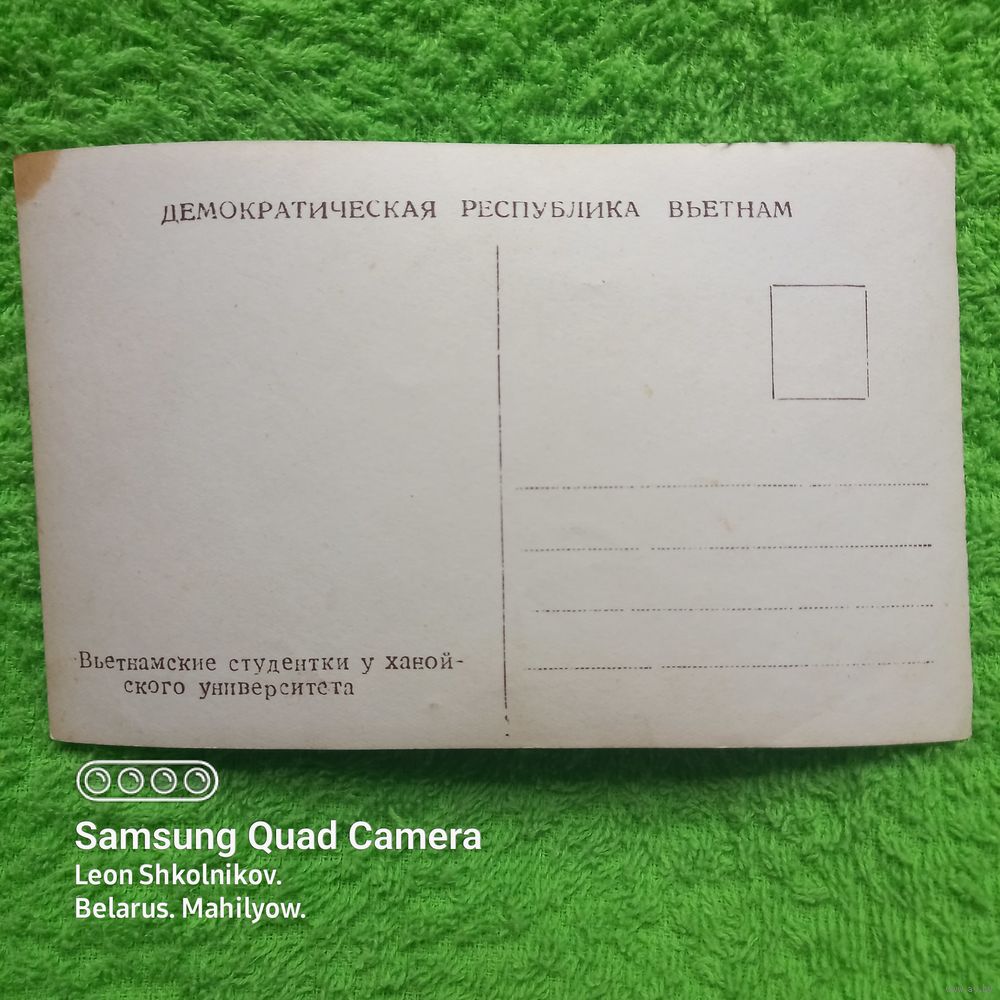 ДЕМОКРАТИЧЕСКАЯ РЕСПУБЛИКА ВЬЕТНАМ
Вьетнамские студентки у ханой-
ского университета
Samsung Quad Camera
Leon Shkolnikov.
Belarus. Mahilyow.